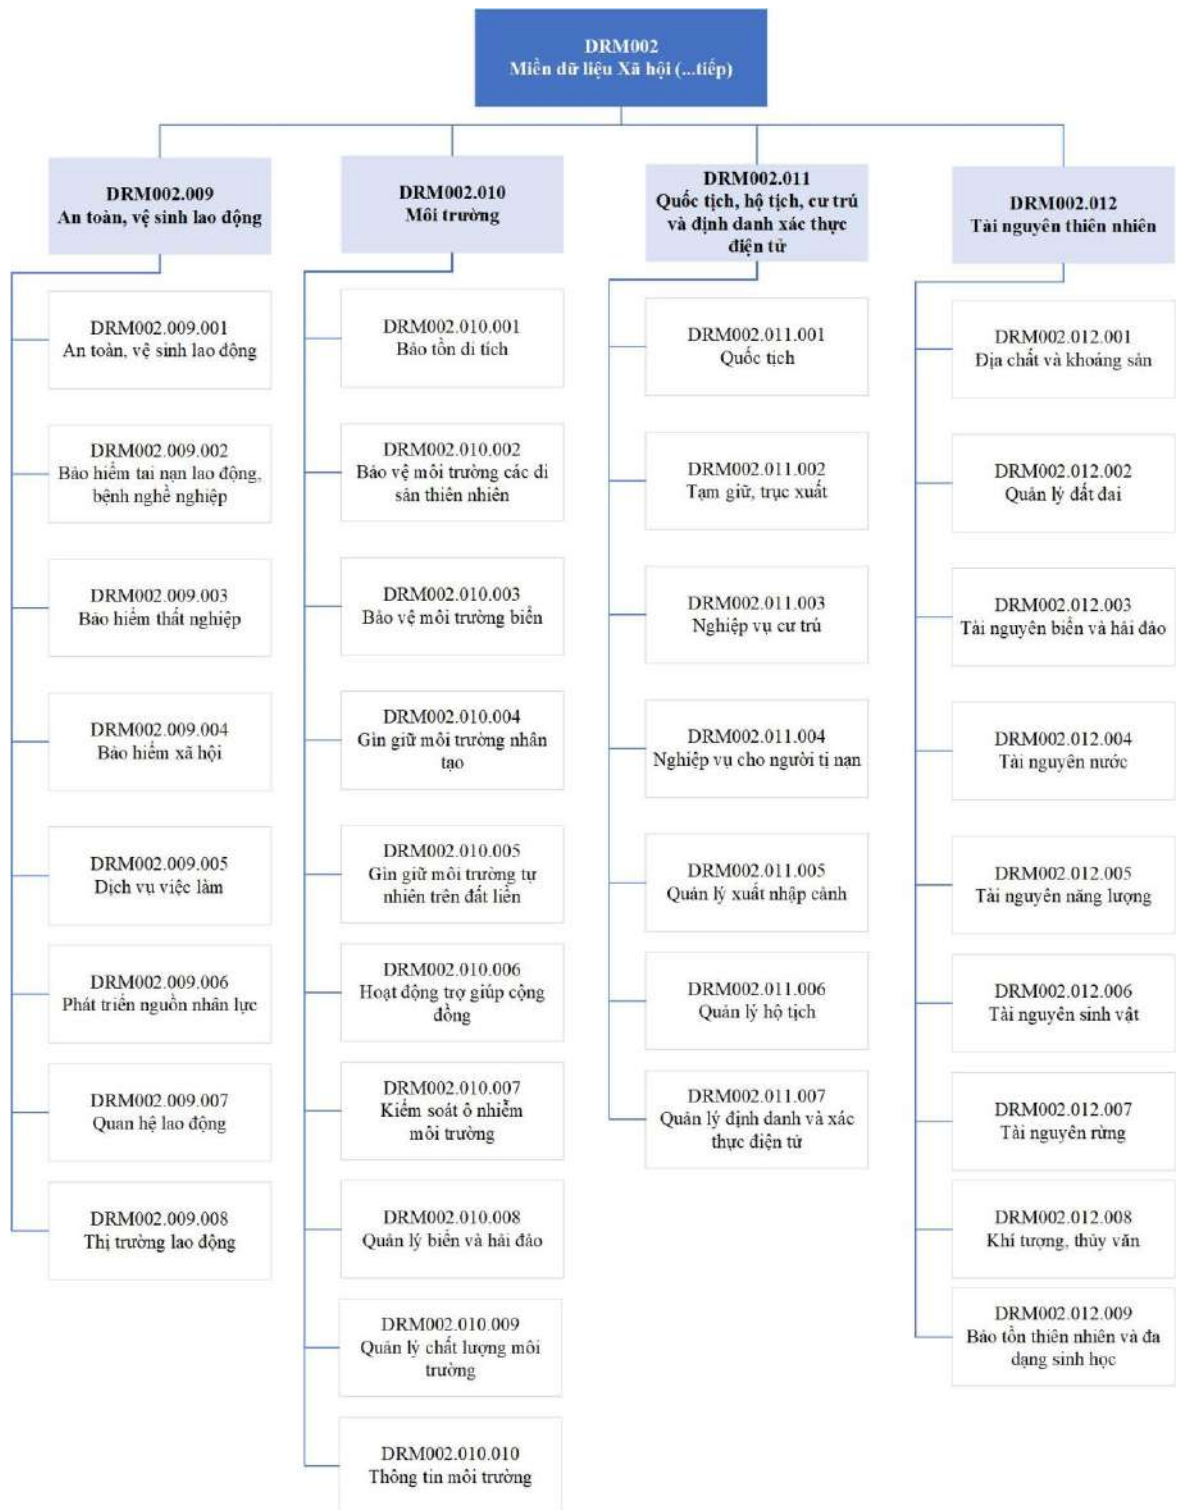 DRM002
Miền dữ liệu Xã hội (...tiếp)
DRM002.009
An toàn, vệ sinh lao động
DRM002.009.001
An toàn, vệ sinh lao động
DRM002.009.002
Bảo hiểm tai nạn lao động,
bệnh nghề nghiệp
DRM002.009.003
Bảo hiểm thất nghiệp
DRM002.009.004
Bảo hiểm xã hội
DRM002.009.005
Dịch vụ việc làm
DRM002.009.006
Phát triển nguồn nhân lực
DRM002.009.007
Quan hệ lao động
DRM002.009.008
Thị trường lao động
DRM002.010
Môi trường
DRM002.010.001
Bảo tồn di tích
DRM002.010.002
Bảo vệ môi trường các di
sản thiên nhiên
DRM002.010.003
Bảo vệ môi trường biển
DRM002.010.004
Gìn giữ môi trường nhân
tạo
DRM002.010.005
Gìn giữ môi trường tự
nhiên trên đất liền
DRM002.010.006
Hoạt động trợ giúp cộng
đồng
DRM002.010.007
Kiểm soát ô nhiễm
môi trường
DRM002.010.008
Quản lý biển và hải đảo
DRM002.010.009
Quản lý chất lượng môi
trường
DRM002.010.010
Thông tin môi trường
DRM002.011
Quốc tịch, hộ tịch, cư trú
và định danh xác thực
điện tử
DRM002.011.001
Quốc tịch
DRM002.011.002
Tạm giữ, trục xuất
DRM002.011.003
Nghiệp vụ cư trú
DRM002.011.004
Nghiệp vụ cho người tị nạn
DRM002.011.005
Quản lý xuất nhập cảnh
DRM002.011.006
Quản lý hộ tịch
DRM002.011.007
Quản lý định danh và xác
thực điện tử
DRM002.012
Tài nguyên thiên nhiên
DRM002.012.001
Địa chất và khoáng sản
DRM002.012.002
Quản lý đất đai
DRM002.012.003
Tài nguyên biển và hải đảo
DRM002.012.004
Tài nguyên nước
DRM002.012.005
Tài nguyên năng lượng
DRM002.012.006
Tài nguyên sinh vật
DRM002.012.007
Tài nguyên rừng
DRM002.012.008
Khí tượng, thủy văn
DRM002.012.009
Bảo tồn thiên nhiên và đa
dạng sinh học